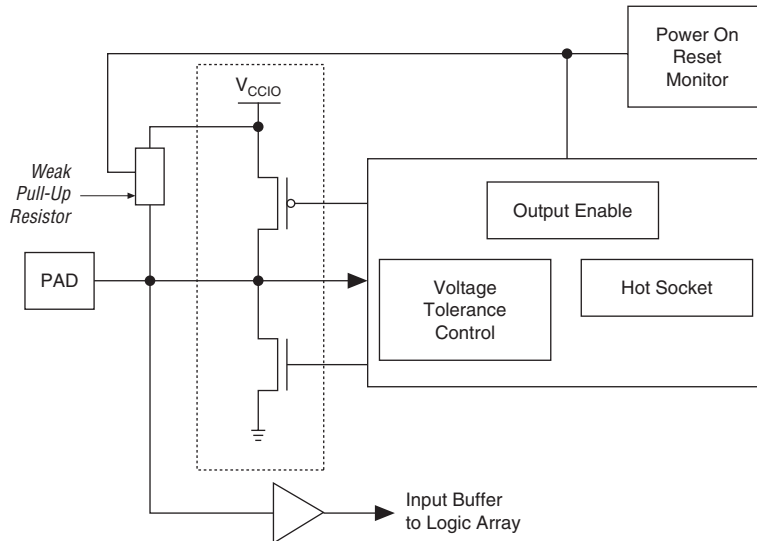 Power On
Reset
Monitor
VCCIO
Weak
Pull-Up
Resistor
Output Enable
PAD
Voltage
Tolerance
Control
Hot Socket
Input Buffer
to Logic Array